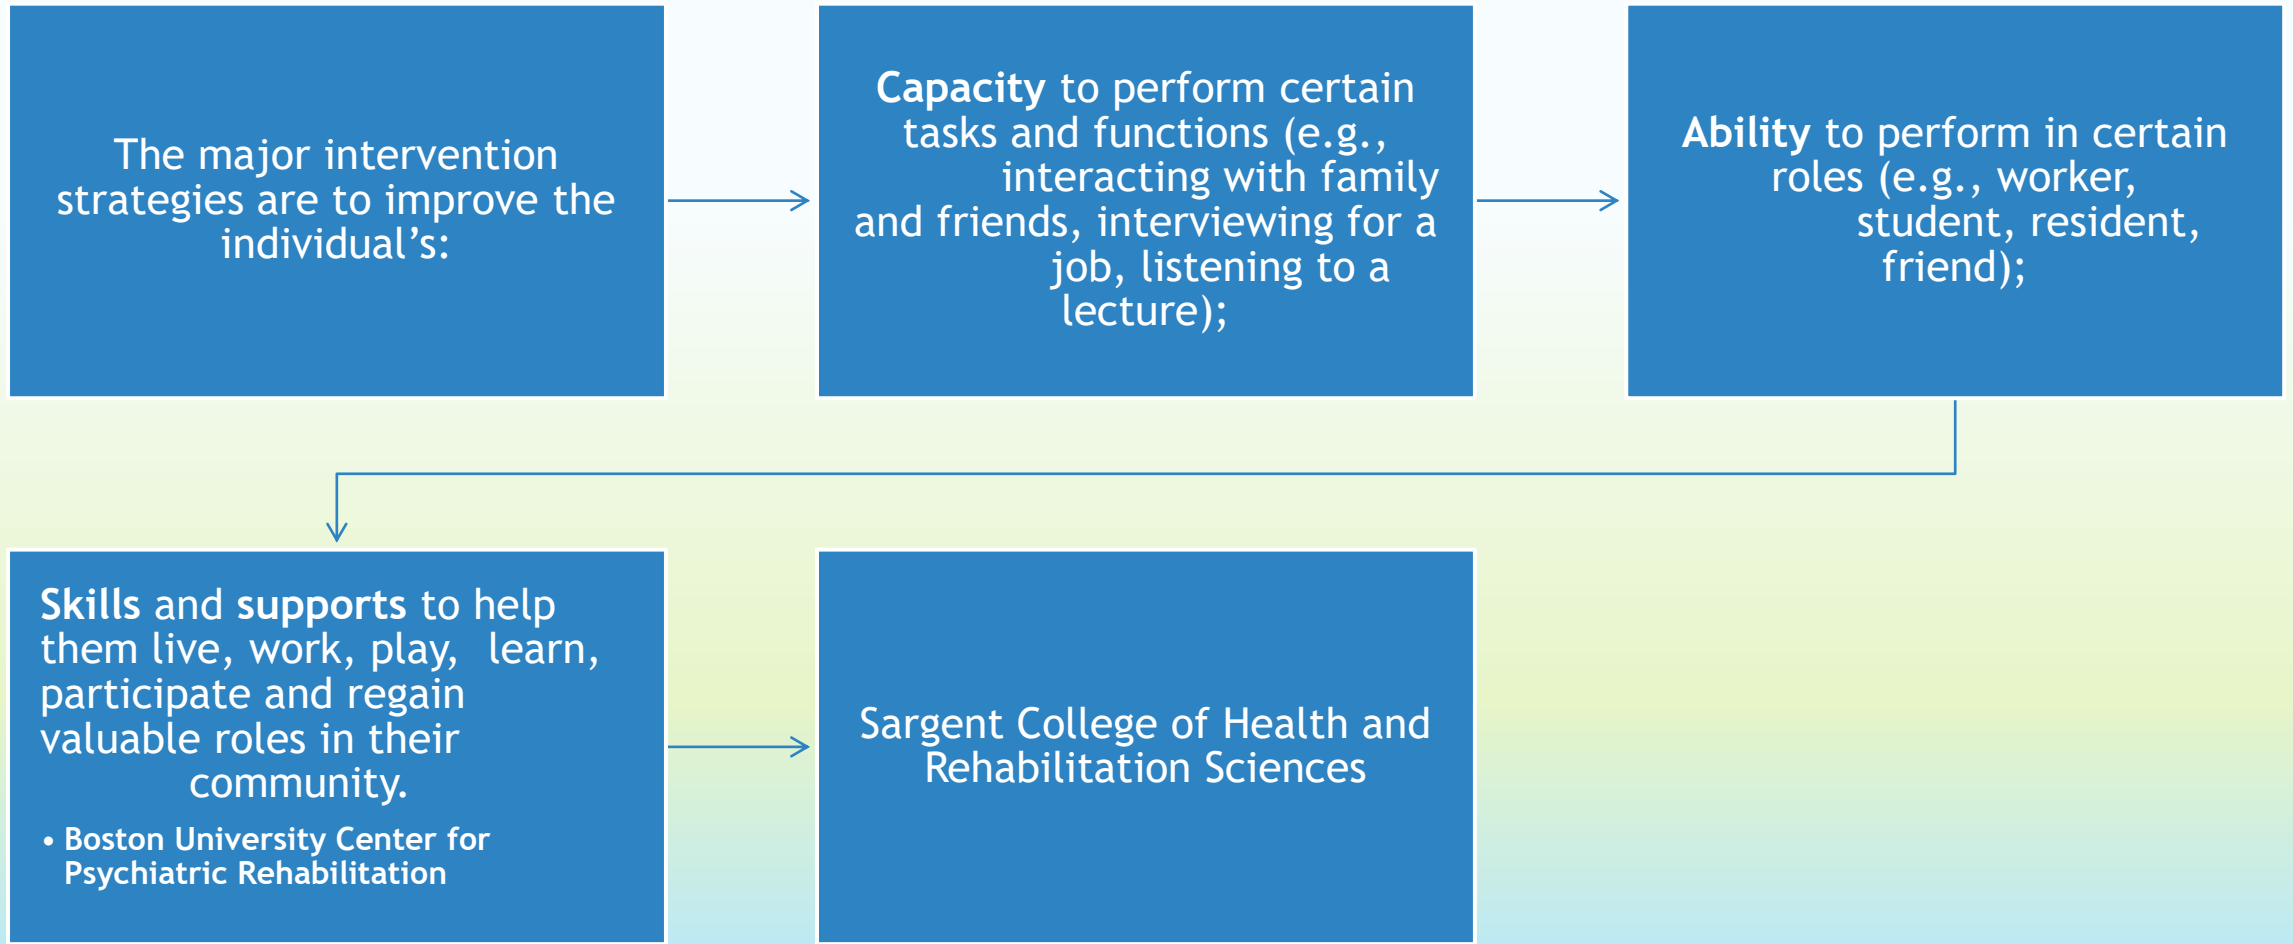 The major intervention
strategies are to improve the
individual’s:
Capacity to perform certain
tasks and functions (e.g.,
interacting with family
and friends, interviewing for a
job, listening to a
lecture);
Ability to perform in certain
roles (e.g., worker,
student, resident,
friend);
Skills and supports to help
them live, work, play, learn,
participate and regain
valuable roles in their
community.
• Boston University Center for
Psychiatric Rehabilitation
Sargent College of Health and
Rehabilitation Sciences